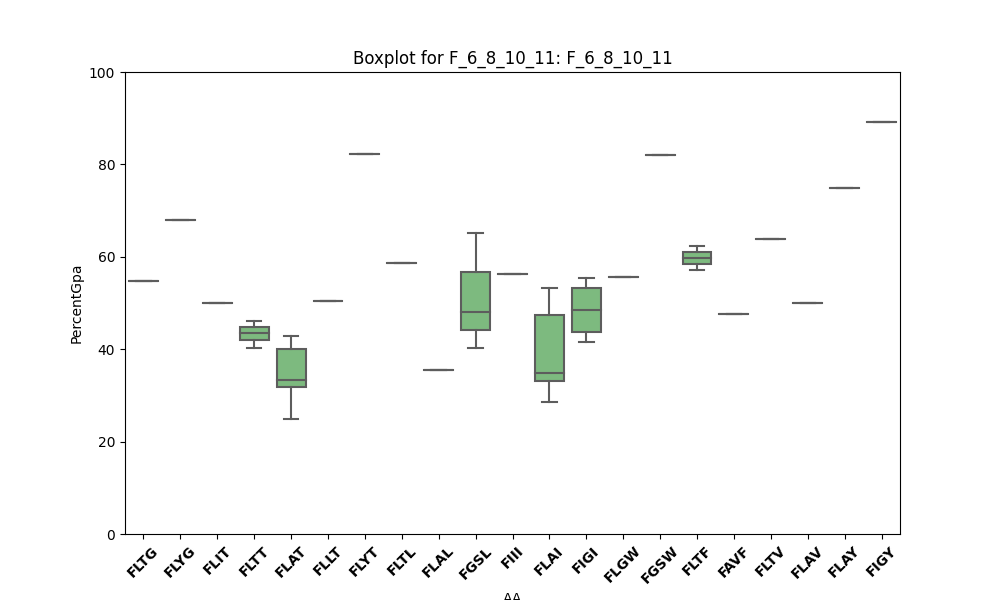 Boxplot for F_6_8_10_11: F_6_8_10_11
100
80
60
40
20
0
PercentGpa
FLTG FLYG FLIT FLTT FLAT FLLT FLYT FLTL FLAL FGSL FIII FLAI FIGI FLGW FGSW FLTF FAVF FLTV FLAV FLAY FIGY
AA